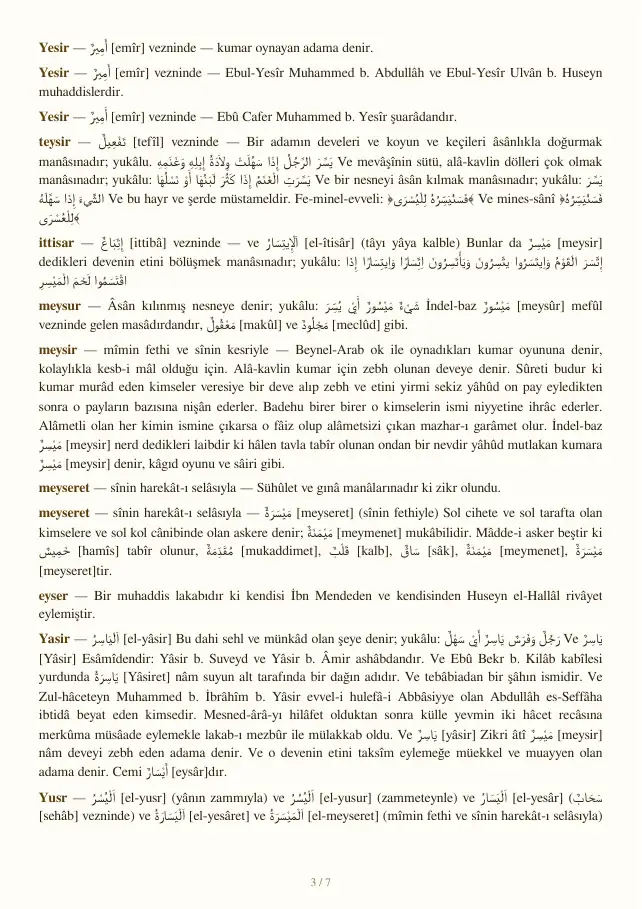 Yesir — أَمِيرٌ [emîr] vezninde — kumar oynayan adama denir.
Yesir — أَمِيرٌ [emîr] vezninde — Ebul-Yesîr Muhammed b. Abdullâh ve Ebul-Yesîr Ulvân b. Huseyn
muhaddislerdir.
Yesir — أَمِيرٌ [emîr] vezninde — Ebû Cafer Muhammed b. Yesîr şuarâdandır.
teysir — تَفْعِيلٌ [tefîl] vezninde — Bir adamın develeri ve koyun ve keçileri âsânlıkla doğurmak
manâsınadır; yukâlu. يَسَّرَ الرَّجُلُ إِذَا سَهُلَتْ وِلاَدَةُ إِبِلِهِ وَغَنَمِهِ Ve mevâşînin sütü, alâ-kavlin dölleri çok olmak
manâsınadır; yukâlu: يَسَّرَتِ الْغَنَمُ إِذَا كَثُرَ لَبَنُهَا أَوْ نَسْلُهَا Ve bir nesneyi âsân kılmak manâsınadır; yukâlu: يَسَّرَ
الشَّيْءَ إِذَا سَهَّلَهُ Ve bu hayr ve şerde müstameldir. Fe-minel-evveli: ﴿فَسَنُيَسِّرُهُ لِلْيُسْرَى﴾ Ve mines-sânî ﴿فَسَنُيَسِّرُهُ
لِلْعُسْرَى﴾
ittisar — إِتِّبَاعٌ [ittibâ] vezninde — ve اَلْإِيتِسَارُ [el-îtisâr] (tâyı yâya kalble) Bunlar da مَيْسِرٌ [meysir]
dedikleri devenin etini bölüşmek manâsınadır; yukâlu: إِتَّسَرَ الْقَوْمُ وَإِيتَسَرُوا يَتَّسِرُونَ وَيَأْتَسِرُونَ اِتِّسَارًا وَإِيتِسَارًا إِذَا
اقْتَسَمُوا لَحْمَ الْمَيْسِرِ
meysur — Âsân kılınmış nesneye denir; yukâlu: شَيْءٌ مَيْسُورٌ أَيْ يُسِّرَ İndel-baz مَيْسُورٌ [meysûr] mefûl
vezninde gelen masâdırdandır, مَعْقُولٌ [makûl] ve مَجْلُودٌ [meclûd] gibi.
meysir — mîmin fethi ve sînin kesriyle — Beynel-Arab ok ile oynadıkları kumar oyununa denir,
kolaylıkla kesb-i mâl olduğu için. Alâ-kavlin kumar için zebh olunan deveye denir. Sûreti budur ki
kumar murâd eden kimseler veresiye bir deve alıp zebh ve etini yirmi sekiz yâhûd on pay eyledikten
sonra o payların bazısına nişân ederler. Badehu birer birer o kimselerin ismi niyyetine ihrâc ederler.
Alâmetli olan her kimin ismine çıkarsa o fâiz olup alâmetsizi çıkan mazhar-ı garâmet olur. İndel-baz
مَيْسِرٌ [meysir] nerd dedikleri laibdir ki hâlen tavla tabîr olunan ondan bir nevdir yâhûd mutlakan kumara
مَيْسِرٌ [meysir] denir, kâgıd oyunu ve sâiri gibi.
meyseret — sînin harekât-ı selâsıyla — Sühûlet ve gınâ manâlarınadır ki zikr olundu.
meyseret — sînin harekât-ı selâsıyla — مَيْسَرَةٌ [meyseret] (sînin fethiyle) Sol cihete ve sol tarafta olan
kimselere ve sol kol cânibinde olan askere denir; مَيْمَنَةٌ [meymenet] mukâbilidir. Mâdde-i asker beştir ki
خَمِيسٌ [hamîs] tabîr olunur, مُقَدِّمَةٌ [mukaddimet], قَلْبٌ [kalb], سَاقٌ [sâk], مَيْمَنَةٌ [meymenet], مَيْسَرَةٌ
[meyseret]tir.
eyser — Bir muhaddis lakabıdır ki kendisi İbn Mendeden ve kendisinden Huseyn el-Hallâl rivâyet
eylemiştir.
Yasir — اَلْيَاسِرُ [el-yâsir] Bu dahi sehl ve münkâd olan şeye denir; yukâlu: رَجُلٌ وَفَرَسٌ يَاسِرٌ أَيْ سَهْلٌ Ve يَاسِرٌ
[Yâsir] Esâmîdendir: Yâsir b. Suveyd ve Yâsir b. Âmir ashâbdandır. Ve Ebû Bekr b. Kilâb kabîlesi
yurdunda يَاسِرَةُ [Yâsiret] nâm suyun alt tarafında bir dağın adıdır. Ve tebâbiadan bir şâhın ismidir. Ve
Zul-hâceteyn Muhammed b. İbrâhîm b. Yâsir evvel-i hulefâ-i Abbâsiyye olan Abdullâh es-Seffâha
ibtidâ beyat eden kimsedir. Mesned-ârâ-yı hilâfet olduktan sonra külle yevmin iki hâcet recâsına
merkûma müsâade eylemekle lakab-ı mezbûr ile mülakkab oldu. Ve يَاسِرٌ [yâsir] Zikri âtî مَيْسِرٌ [meysir]
nâm deveyi zebh eden adama denir. Ve o devenin etini taksîm eylemeğe müekkel ve muayyen olan
adama denir. Cemi أَيْسَارٌ [eysâr]dır.
Yusr — اَلْيُسْرُ [el-yusr] (yânın zammıyla) ve اَلْيُسُرُ [el-yusur] (zammeteynle) ve اَلْيَسَارُ [el-yesâr] (سَحَابٌ
[sehâb] vezninde) ve اَلْيَسَارَةُ [el-yesâret] ve اَلْمَيْسَرَةُ [el-meyseret] (mîmin fethi ve sînin harekât-ı selâsıyla)
3 / 7